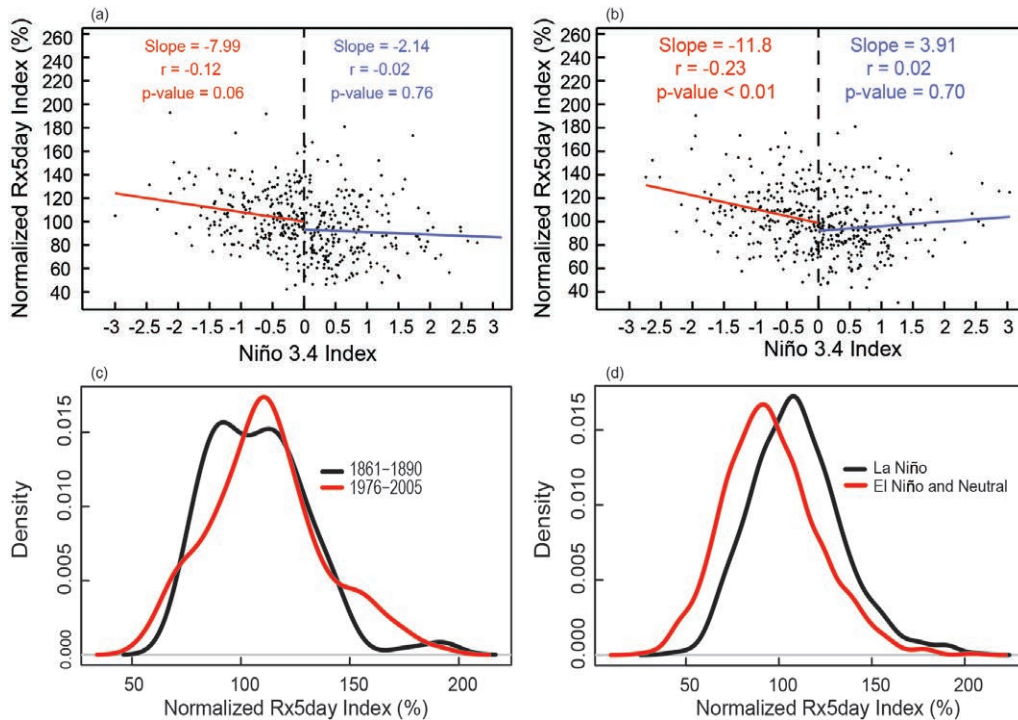 (a)
Normalized Rx5day Index (%)
260
240
220
200
180
160
140
120
100
80
60
40
Slope = -7.99
r = -0.12
p-value = 0.06
Slope = -2.14
r = -0.02
p-value = 0.76
-3 -2.5 -2 -1.5 -1 -0.5 0 0.5 1 1.5 2 2.5 3
Niño 3.4 Index
(b)
Normalized Rx5day Index (%)
260
240
220
200
180
160
140
120
100
80
60
40
Slope = -11.8
r = -0.23
p-value < 0.01
Slope = 3.91
r = 0.02
p-value = 0.70
-3 -2.5 -2 -1.5 -1 -0.5 0 0.5 1 1.5 2 2.5 3
Niño 3.4 Index
(c)
Density
0.015
0.010
0.005
0.000
1861-1890
1976-2005
50 100 150 200
Normalized Rx5day Index (%)
(d)
Density
0.015
0.010
0.005
0.000
La Niño
El Niño and Neutral
50 100 150 200
Normalized Rx5day Index (%)